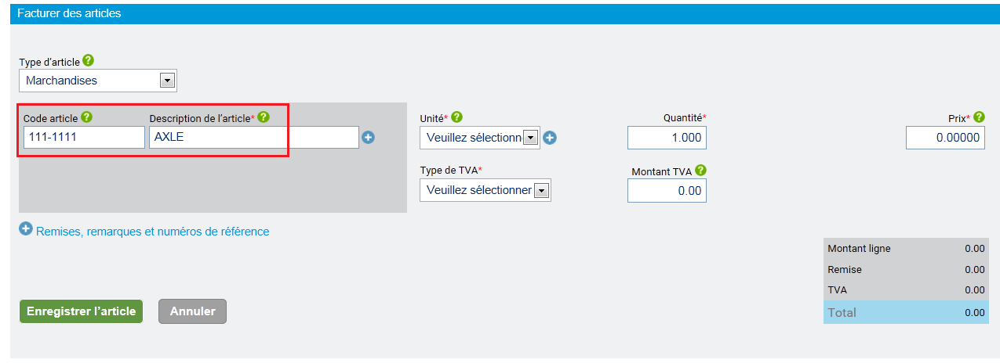 Facturer des articles
Type d'article ?
Marchandises
Code article ? Description de l'article* ? Unité* ? Quantité* Prix* ?
111-1111 AXLE Veuillez sélectionn 1.000 0.00000
Type de TVA* Montant TVA ?
Veuillez sélectionner 0.00
Remises, remarques et numéros de référence
Montant ligne 0.00
Remise 0.00
TVA 0.00
Total 0.00
Enregistrer l'article Annuler